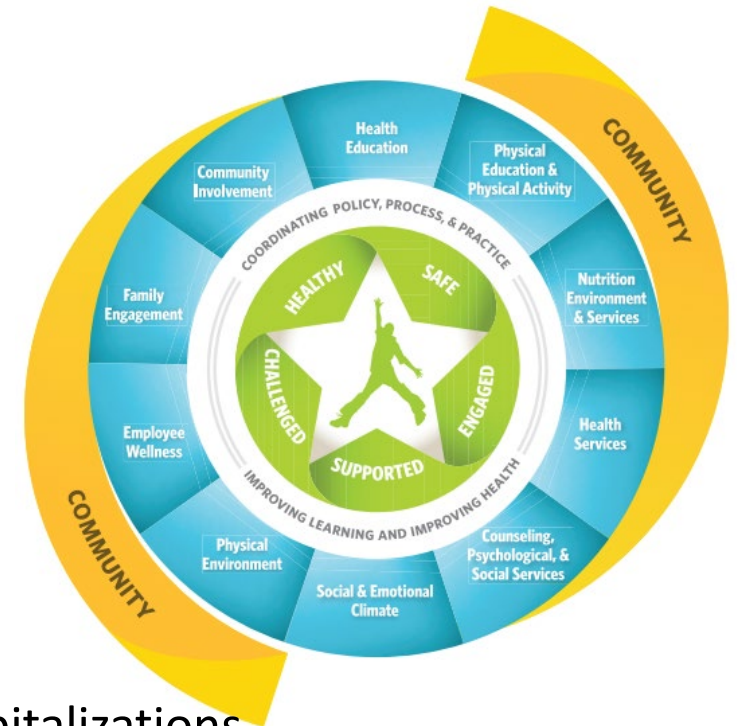 COMMUNITY
Health
Education
Physical
Education &
Physical Activity
Nutrition
Environment
& Services
Health
Services
Counseling,
Psychological, &
Social Services
Social & Emotional
Climate
Physical
Environment
Employee
Wellness
Family
Engagement
Community
Involvement
COORDINATING POLICY, PROCESS, & PRACTICE
HEALTHY
SAFE
ENGAGED
SUPPORTED
CHALLENGED
IMPROVING LEARNING AND IMPROVING HEALTH
COMMUNITY